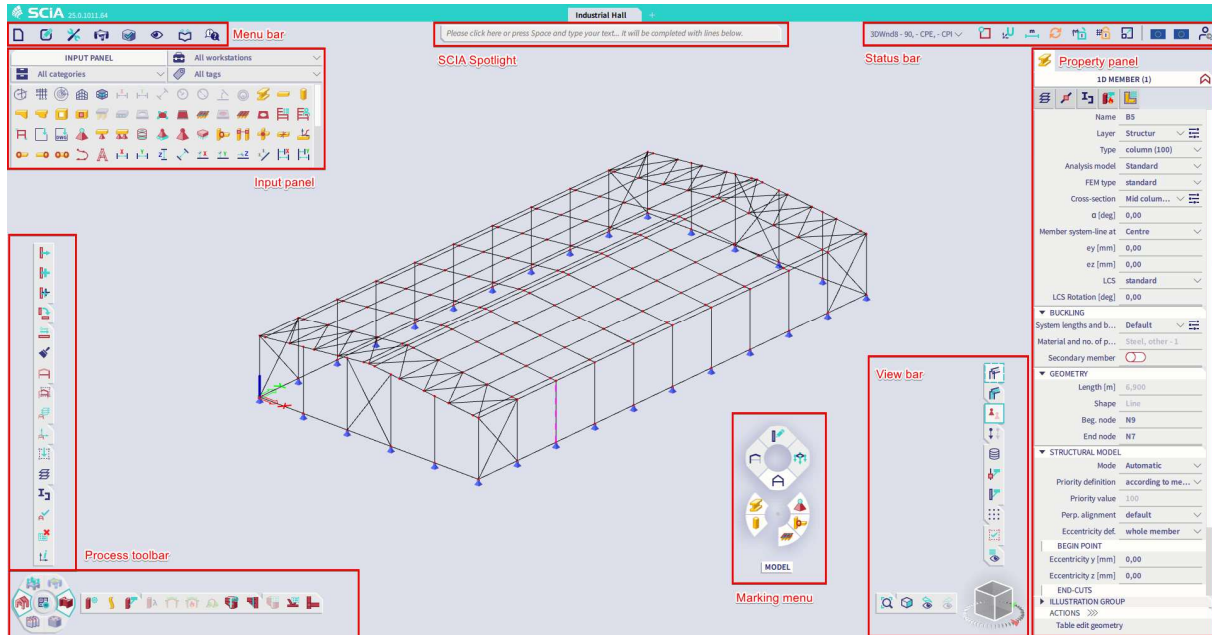 SCIA 25.0.1011.64
Industrial Hall +
Menu bar
Please click here or press Space and type your text... It will be completed with lines below.
SCIA Spotlight
3DWnd8 - 90, - CPE, - CPI
Status bar
INPUT PANEL
All workstations
All categories
All tags
Input panel
Property panel
1D MEMBER (1)
Name B5
Layer Structur
Type column (100)
Analysis model Standard
FEM type standard
Cross-section Mid colum...
α [deg] 0,00
Member system-line at Centre
ey [mm] 0,00
ez [mm] 0,00
LCS standard
LCS Rotation [deg] 0,00
BUCKLING
System lengths and b... Default
Material and no. of p... Steel, other - 1
Secondary member
GEOMETRY
Length [m] 6,900
Shape Line
Beg. node N9
End node N7
STRUCTURAL MODEL
Mode Automatic
Priority definition according to me...
Priority value 100
Perp. alignment default
Eccentricity def. whole member
BEGIN POINT
Eccentricity y [mm] 0,00
Eccentricity z [mm] 0,00
END-CUTS
ILLUSTRATION GROUP
ACTIONS >>>
Table edit geometry
View bar
Process toolbar
MODEL
Marking menu